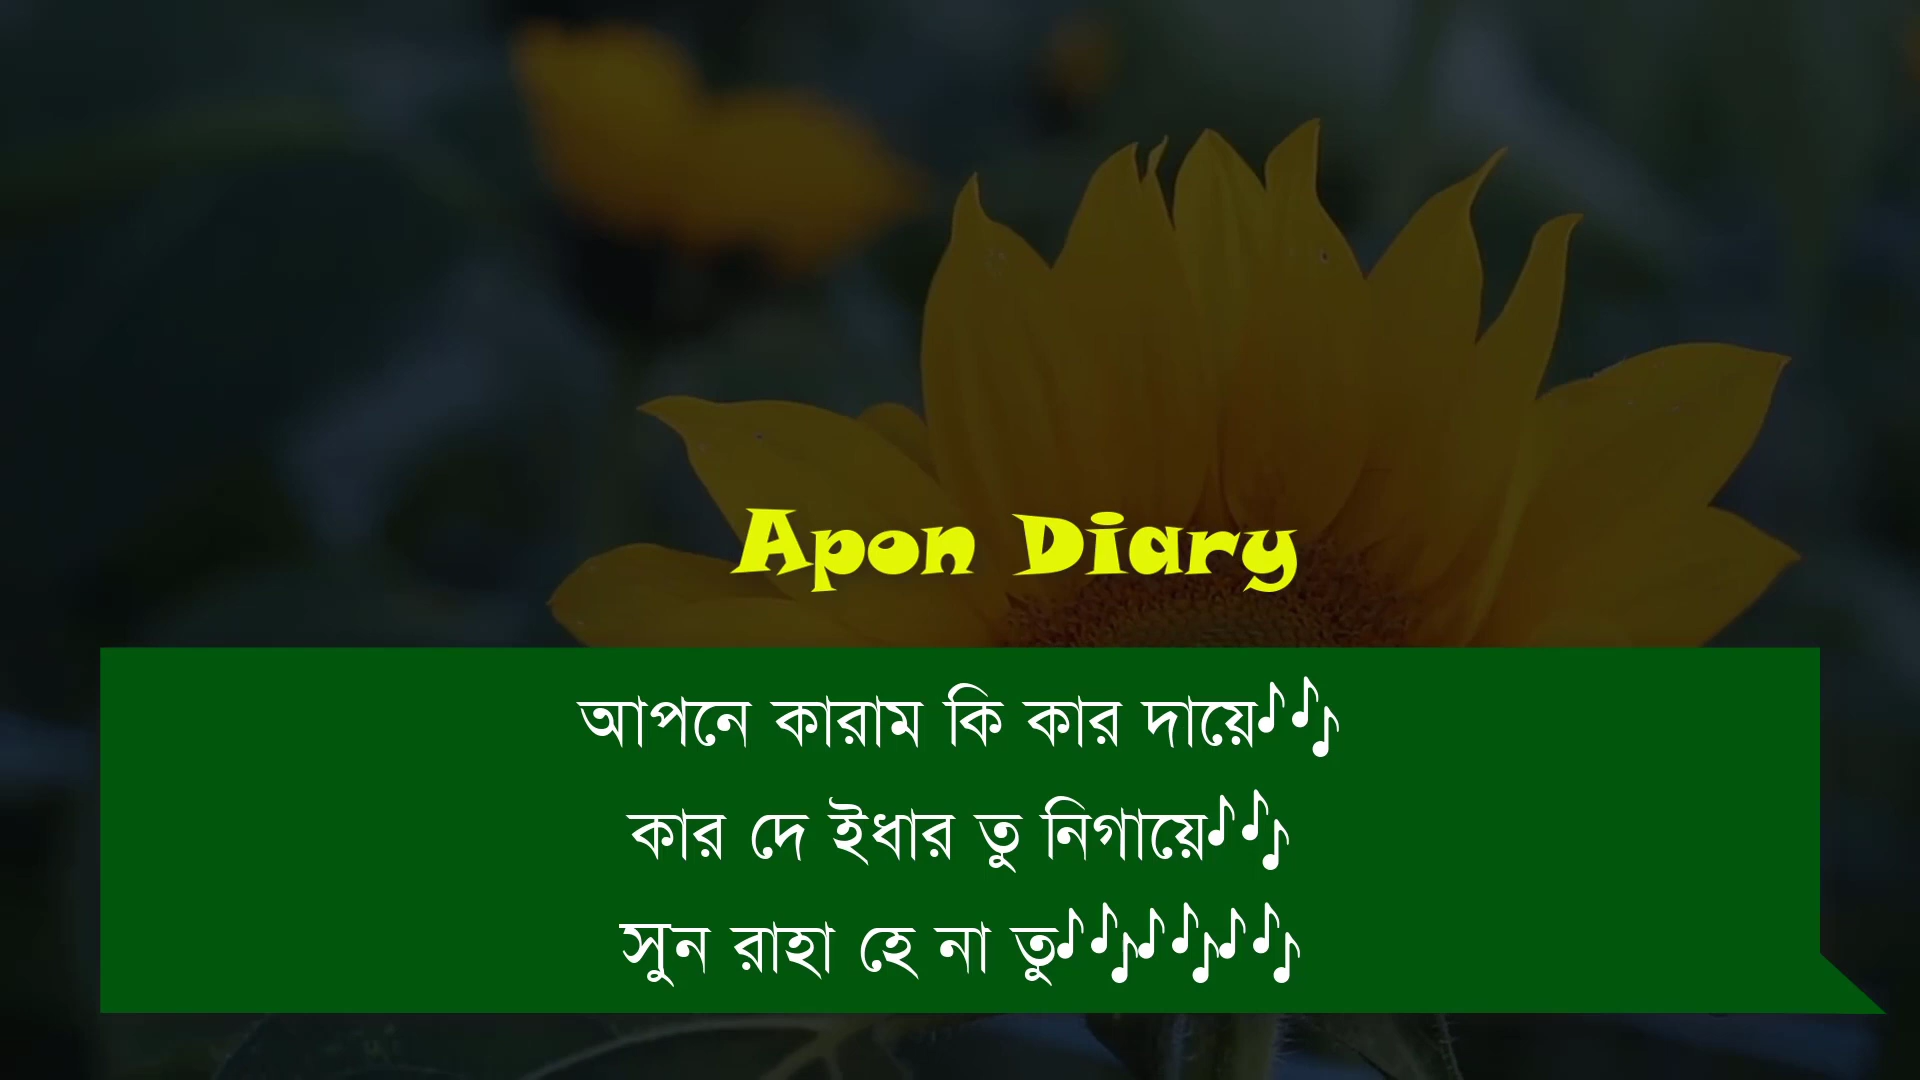 Apon Diary
আপনে কারাম কি কার দায়ে🎶
কার দে ইধার তু নিগায়ে🎶
সুন রাহা হে না তু🎶🎶🎶